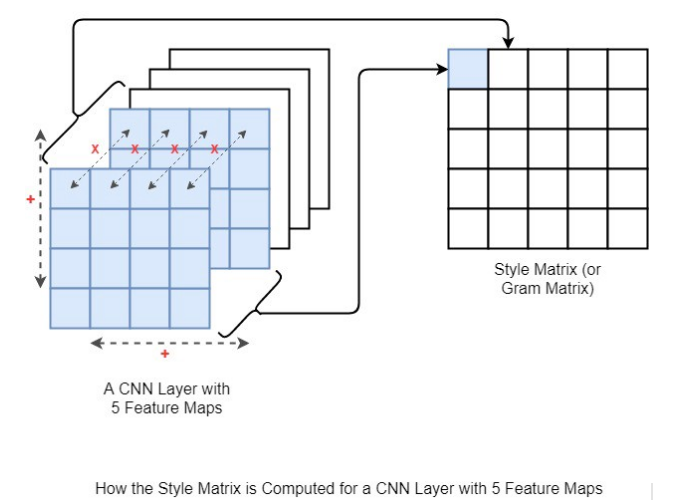 x x x x
+
+
Style Matrix (or
Gram Matrix)
A CNN Layer with
5 Feature Maps
How the Style Matrix is Computed for a CNN Layer with 5 Feature Maps